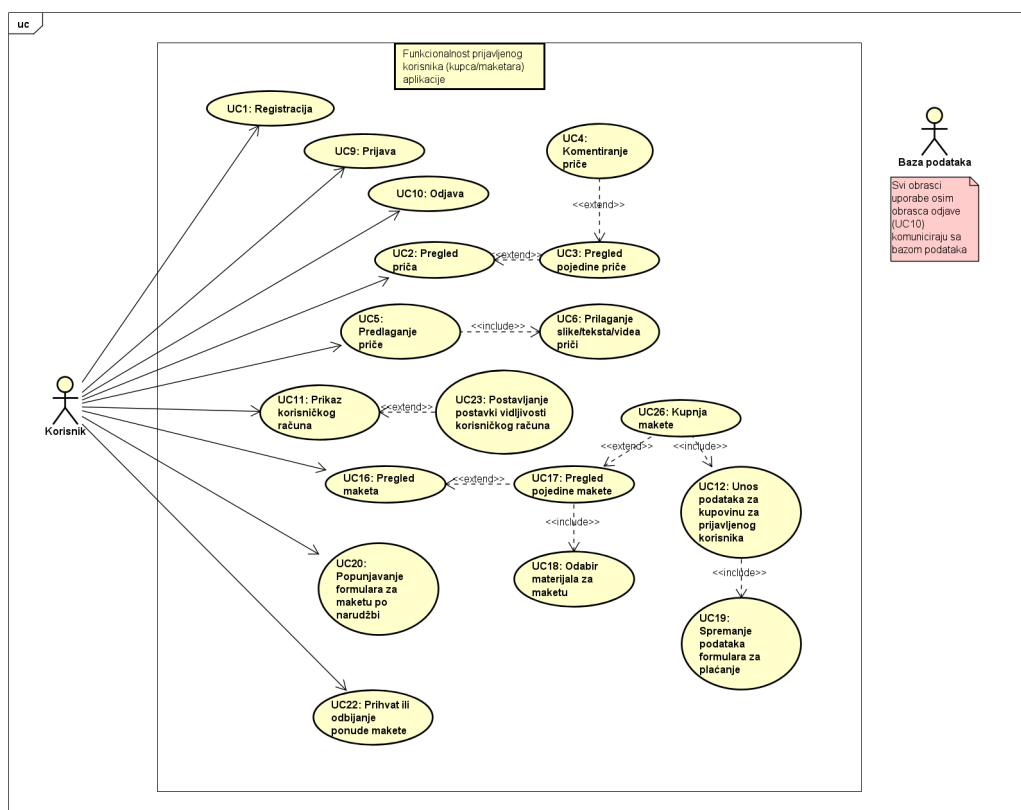 uc
Funkcionalnost prijavljenog
korisnika (kupca/maketara)
aplikacije
UC1: Registracija
UC9: Prijava
UC10: Odjava
UC4:
Komentiranje
priče
<<extend>>
UC2: Pregled
priča
<<extend>>
UC3: Pregled
pojedine priče
UC5:
Predlaganje
priče
<<include>>
UC6: Prilaganje
slike/teksta/videa
priči
Korisnik
UC11: Prikaz
korisničkog
računa
<<extend>>
UC23: Postavljanje
postavki vidljivosti
korisničkog računa
UC26: Kupnja
makete
<<extend>>
<<include>>
UC16: Pregled
maketa
<<extend>>
UC17: Pregled
pojedine makete
UC12: Unos
podataka za
kupovinu za
prijavljenog
korisnika
<<include>>
UC18: Odabir
materijala za
maketu
<<include>>
UC20:
Popunjavanje
formulara za
maketu po
narudžbi
UC19:
Spremanje
podataka
formulara za
plaćanje
UC22: Prihvat ili
odbijanje
ponude makete
Baza podataka
Svi obrasci
uporabe osim
obrasca odjave
(UC10)
komuniciraju sa
bazom podataka